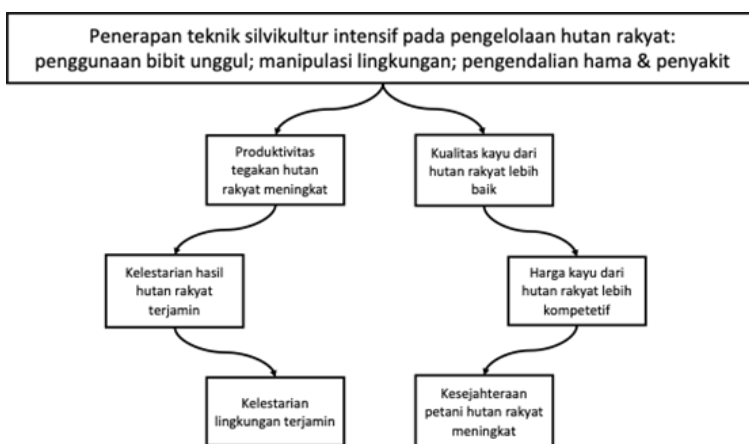 Penerapan teknik silvikultur intensif pada pengelolaan hutan rakyat:
penggunaan bibit unggul; manipulasi lingkungan; pengendalian hama & penyakit
Produktivitas
tegakan hutan
rakyat meningkat
Kualitas kayu dari
hutan rakyat lebih
baik
Kelestarian hasil
hutan rakyat
terjamin
Harga kayu dari
hutan rakyat lebih
kompetetif
Kelestarian
lingkungan terjamin
Kesejahteraan
petani hutan rakyat
meningkat